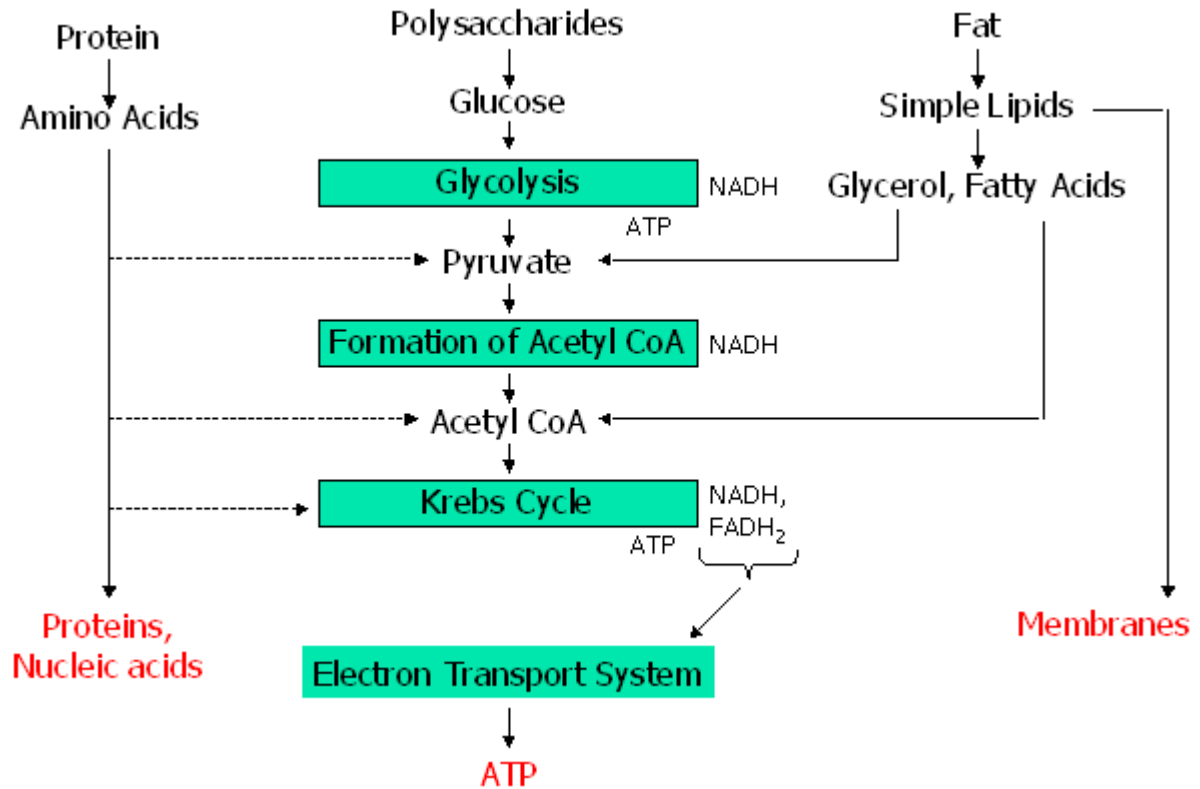 Protein
Polysaccharides
Fat
Amino Acids
Glucose
Simple Lipids
Glycolysis
NADH
Glycerol, Fatty Acids
ATP
Pyruvate
Formation of Acetyl CoA
NADH
Acetyl CoA
Krebs Cycle
NADH,
FADH₂
ATP
Proteins,
Nucleic acids
Membranes
Electron Transport System
ATP